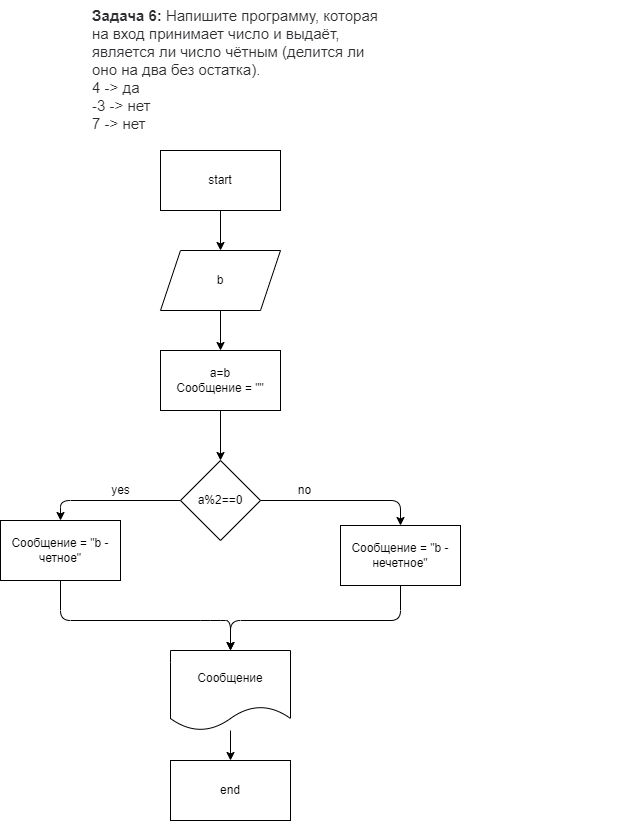 Задача 6: Напишите программу, которая
на вход принимает число и выдаёт,
является ли число чётным (делится ли
оно на два без остатка).
4 -> да
-3 -> нет
7 -> нет
start
b
a=b
Сообщение = ""
a%2==0
yes
no
Сообщение = "b -
четное"
Сообщение = "b -
нечетное"
Сообщение
end